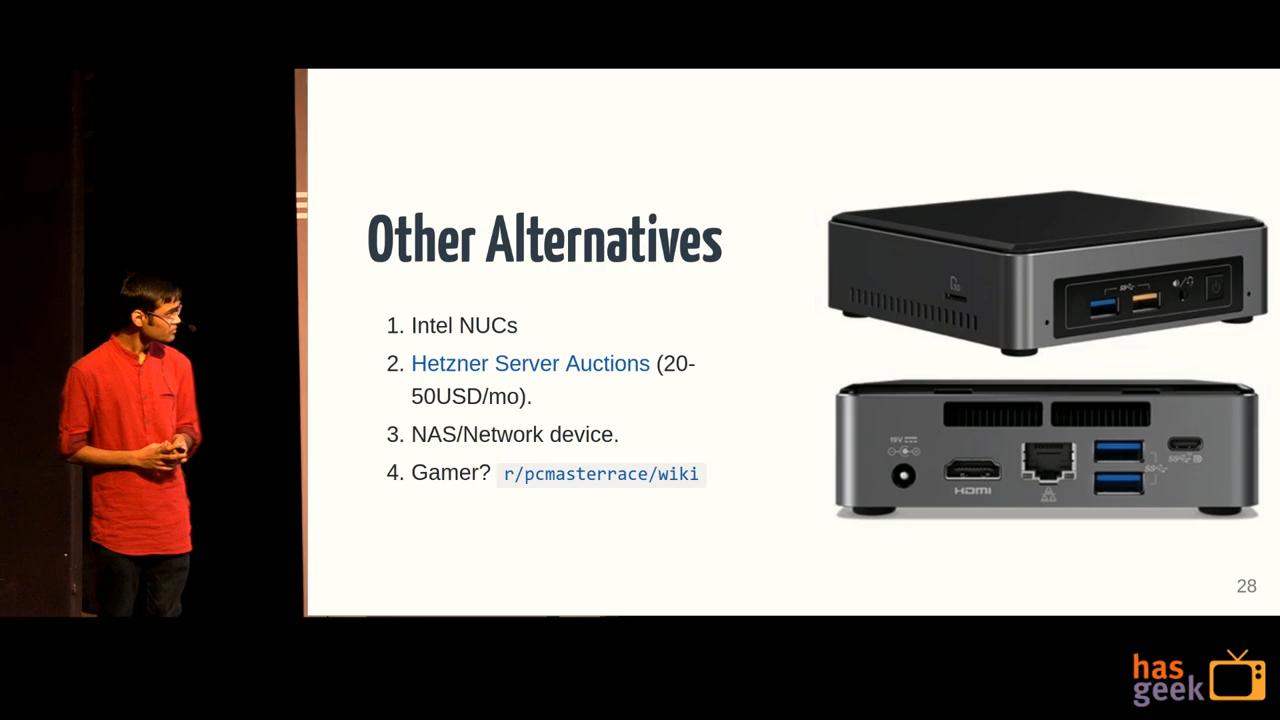 Other Alternatives
1. Intel NUCs
2. Hetzner Server Auctions (20-
50USD/mo).
3. NAS/Network device.
4. Gamer? r/pcmasterrace/wiki
19V
HDMI
28
has
geek